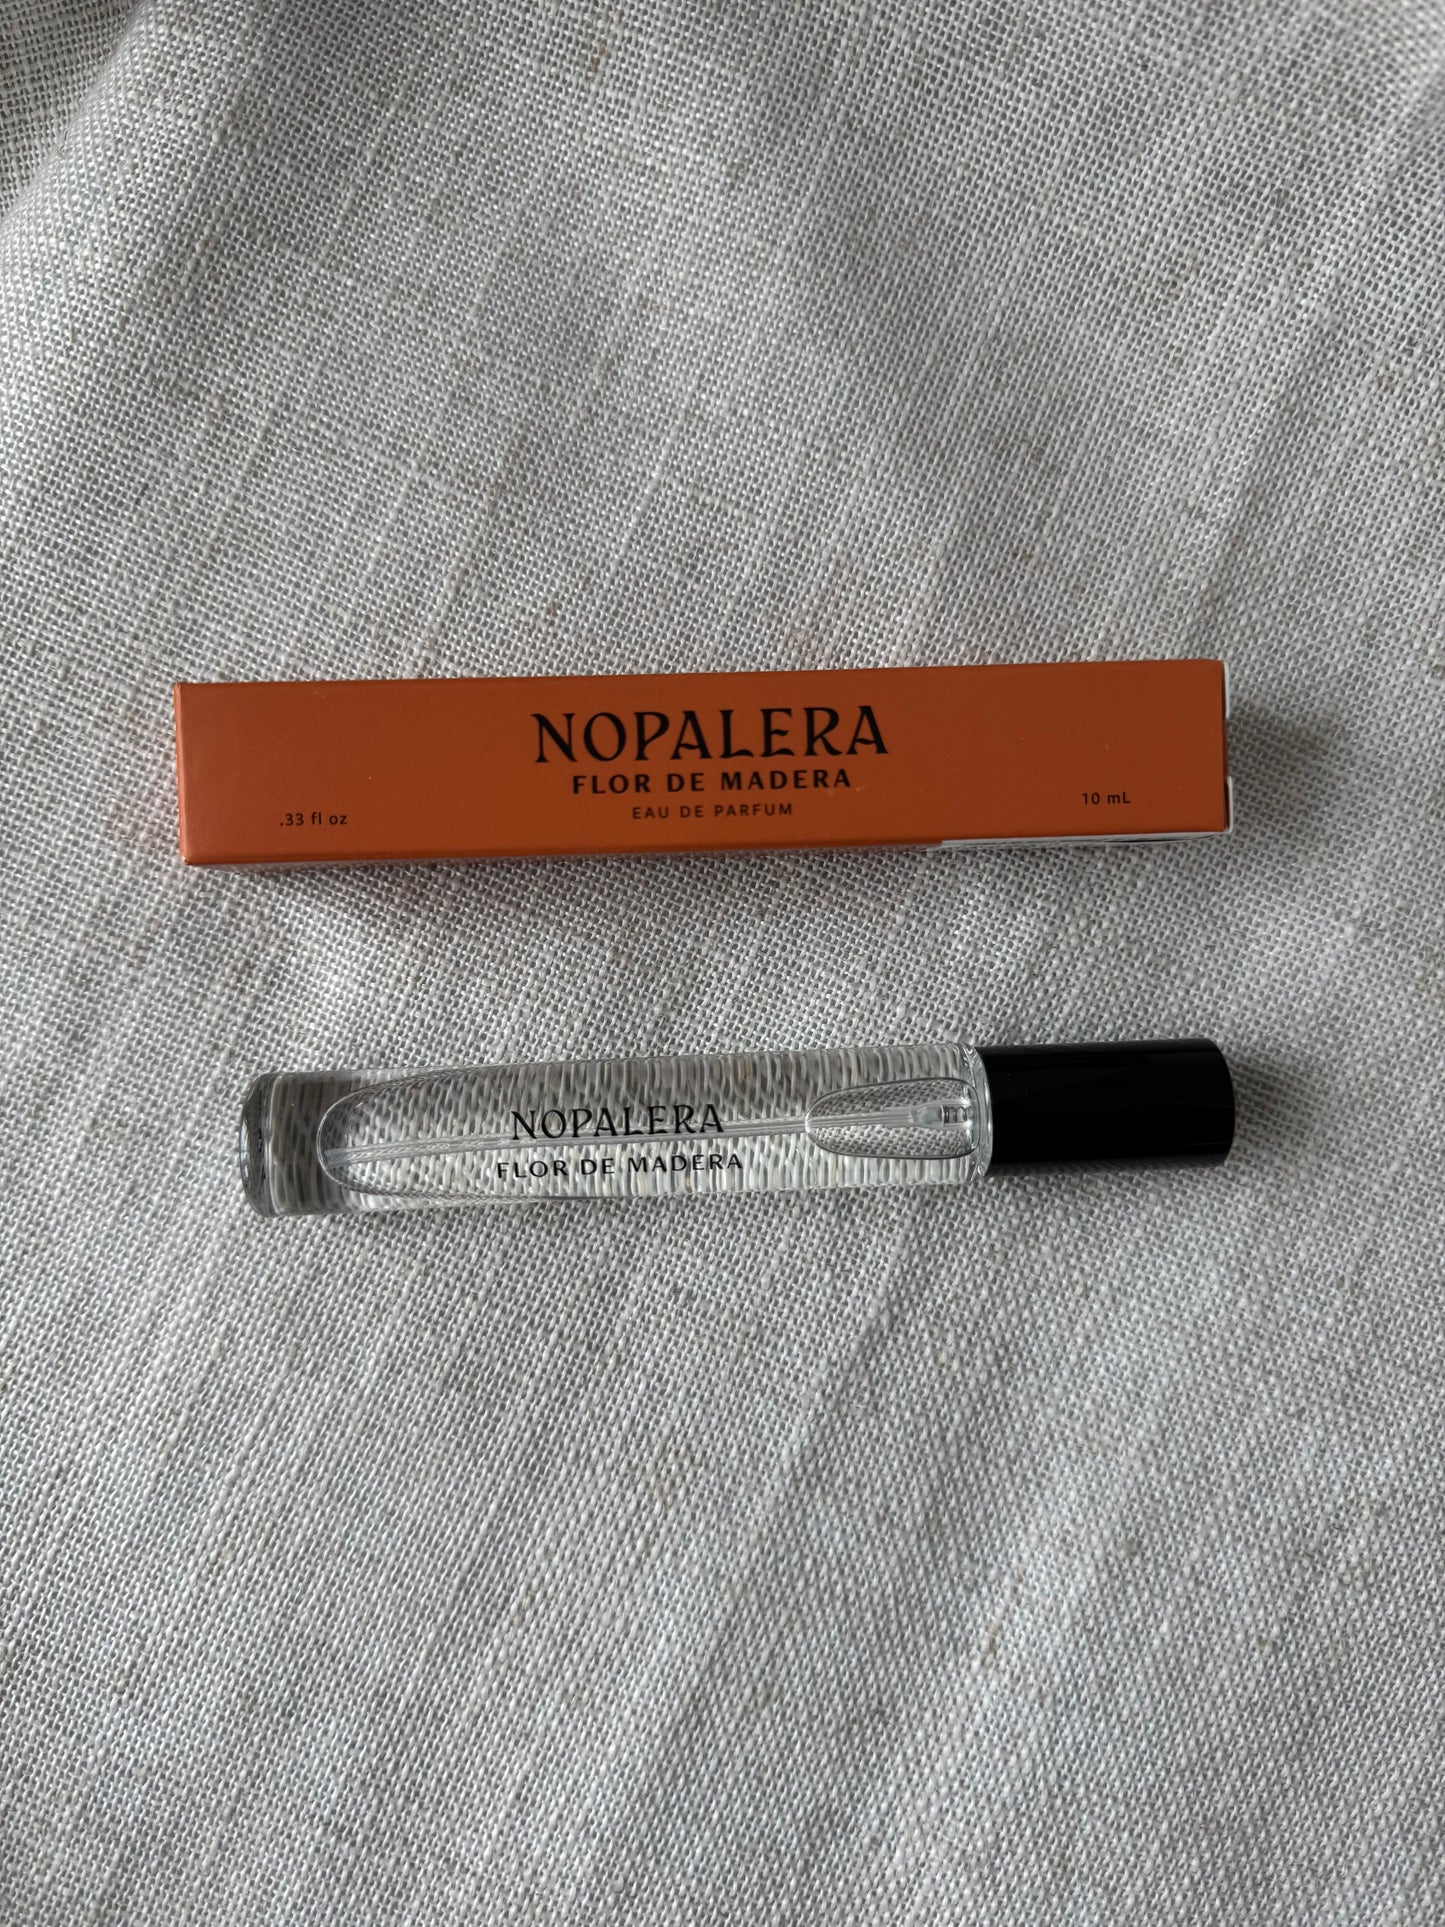 NOPALERA
FLOR DE MADERA
EAU DE PARFUM
.33 fl oz
10 mL
NOPALERA
FLOR DE MADERA